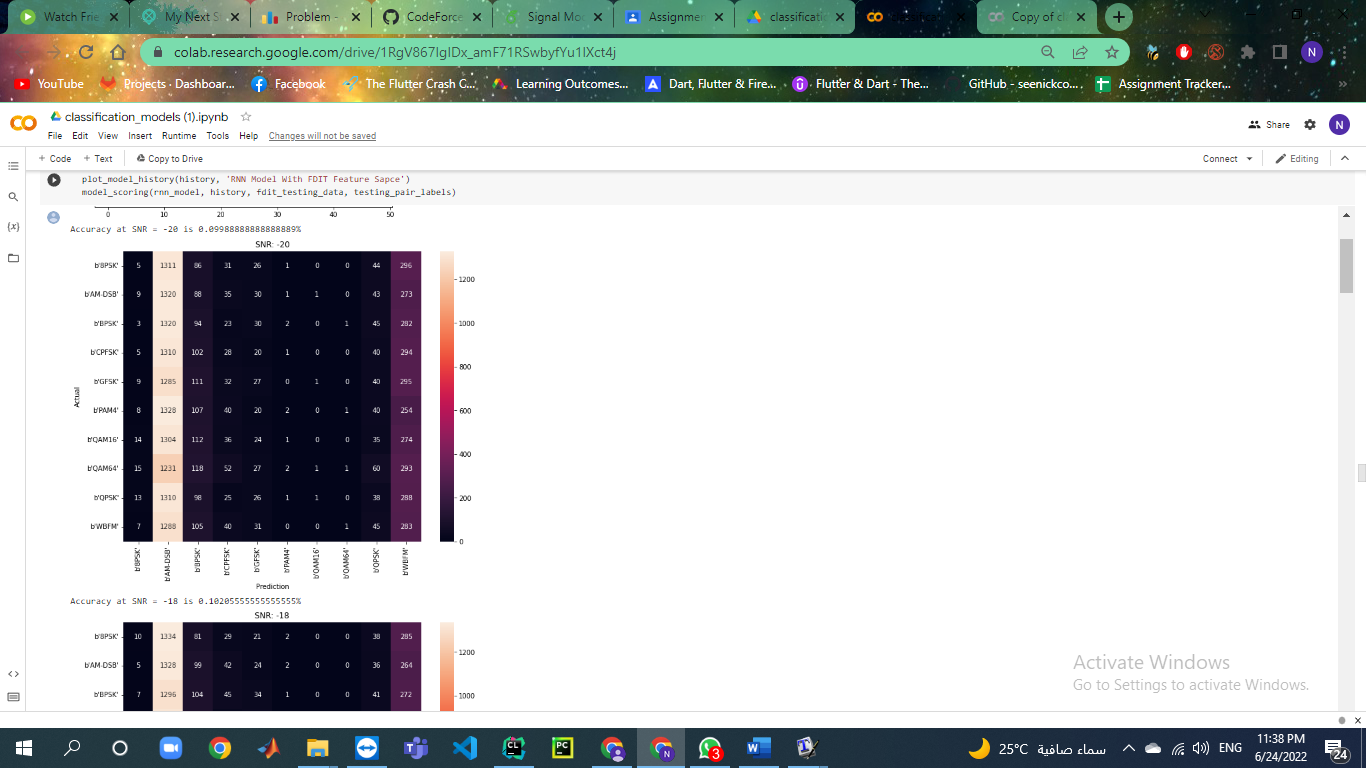 Watch Frie
My Next S
Problem -
CodeForce
Signal Mo
Assignmen
classificatio
Copy of cl
colab.research.google.com/drive/
YouTube
Projects · Dashboar...
Facebook
The Flutter Crash C...
Learning Outcomes...
Dart, Flutter & Fire...
Flutter & Dart - The...
GitHub - seenickco...
Assignment Tracker...
classification_models (1).ipynb
File Edit View Insert Runtime Tools Help Changes will not be saved
Share
N
+ Code + Text Copy to Drive
Connect
Editing
plot_model_history(history, 'RNN Model With FDIT Feature Sapce')
model_scoring(rnn_model, history, fdit_testing_data, testing_pair_labels)
0 10 20 30 40 50
Accuracy at SNR = -20 is 0.09988888888888889%
SNR: -20
b'8PSK' 5 1311 86 31 26 1 0 0 44 296
b'AM-DSB' 9 1320 88 35 30 1 1 0 43 273
b'BPSK' 3 1320 94 23 30 2 0 1 45 282
b'CPFSK' 5 1310 102 28 20 1 0 0 40 294
b'GFSK' 9 1285 111 32 27 0 1 0 40 295
b'PAM4' 8 1328 107 40 20 2 0 1 40 254
b'QAM16' 14 1304 112 36 24 1 0 0 35 274
b'QAM64' 15 1231 118 52 27 2 1 1 60 293
b'QPSK' 13 1310 98 25 26 1 1 0 38 288
b'WBFM' 7 1288 105 40 31 0 0 1 45 283
Actual
b'8PSK' b'AM-DSB' b'BPSK' b'CPFSK' b'GFSK' b'PAM4' b'QAM16' b'QAM64' b'QPSK' b'WBFM'
Prediction
1200
1000
800
600
400
200
0
Accuracy at SNR = -18 is 0.10205555555555555%
SNR: -18
b'8PSK' 10 1334 81 29 21 2 0 0 38 285
b'AM-DSB' 5 1328 99 42 24 2 0 0 36 264
b'BPSK' 7 1296 104 45 34 1 0 0 41 272
1200
1000
Activate Windows
Go to Settings to activate Windows.
3
25°C سماء صافية
ENG
11:38 PM
6/24/2022
24